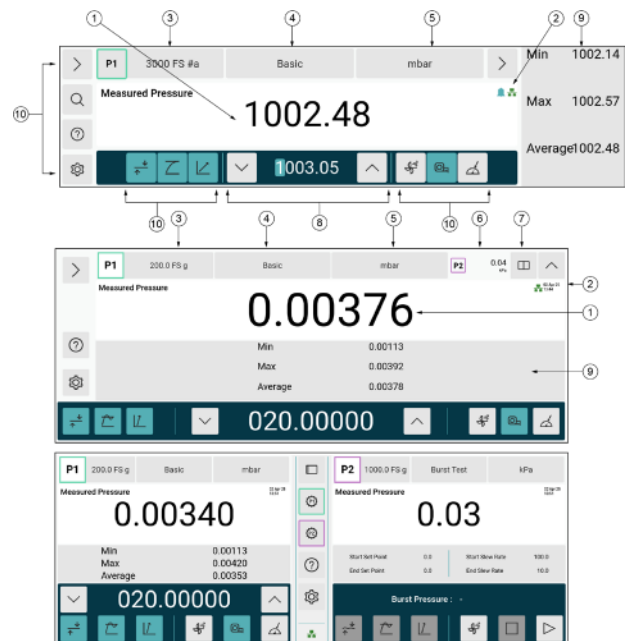 1 3 4 5 2 9
P1 3000 FS #a Basic mbar
Min 1002.14
Measured Pressure
1002.48
Max 1002.57
10
Average 1002.48
1003.05
10 8 10
3 4 5 6 7
P1 200.0 FS g Basic mbar P2 0.04
kPa
Measured Pressure
2
0.00376
1
Min 0.00113
Max 0.00392
9
Average 0.00378
020.00000
P1 200.0 FS g Basic mbar
Measured Pressure
0.00340
Min 0.00113
Max 0.00420
Average 0.00353
020.00000
P2 1000.0 FS g Burst Test kPa
Measured Pressure
0.03
Start Set Point 0.0 Start Slew Rate 100.0
End Set Point 0.0 End Slew Rate 10.0
Burst Pressure : -